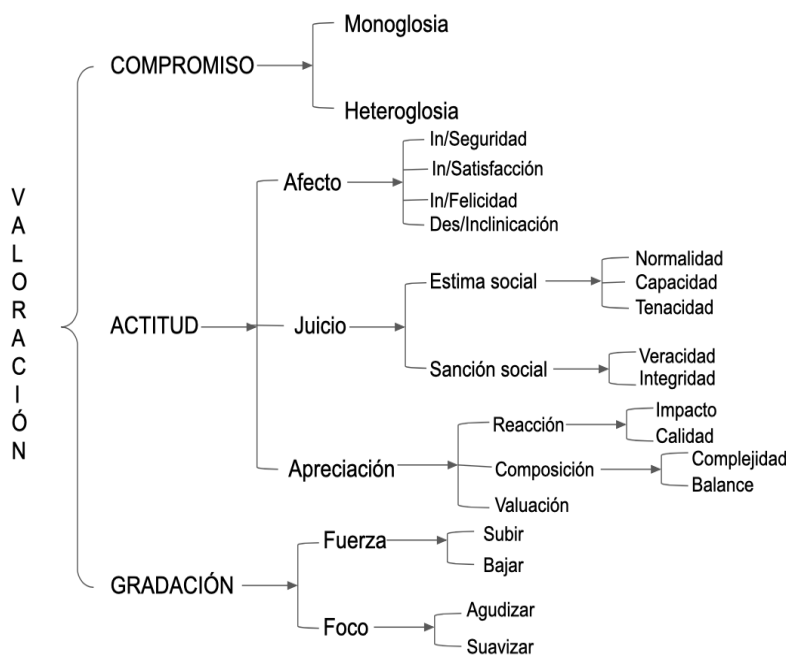 VALORACIÓN
COMPROMISO
Monoglosia
Heteroglosia
ACTITUD
Afecto
In/Seguridad
In/Satisfacción
In/Felicidad
Des/Inclinicación
Juicio
Estima social
Normalidad
Capacidad
Tenacidad
Sanción social
Veracidad
Integridad
Apreciación
Reacción
Impacto
Calidad
Composición
Complejidad
Balance
Valuación
GRADACIÓN
Fuerza
Subir
Bajar
Foco
Agudizar
Suavizar